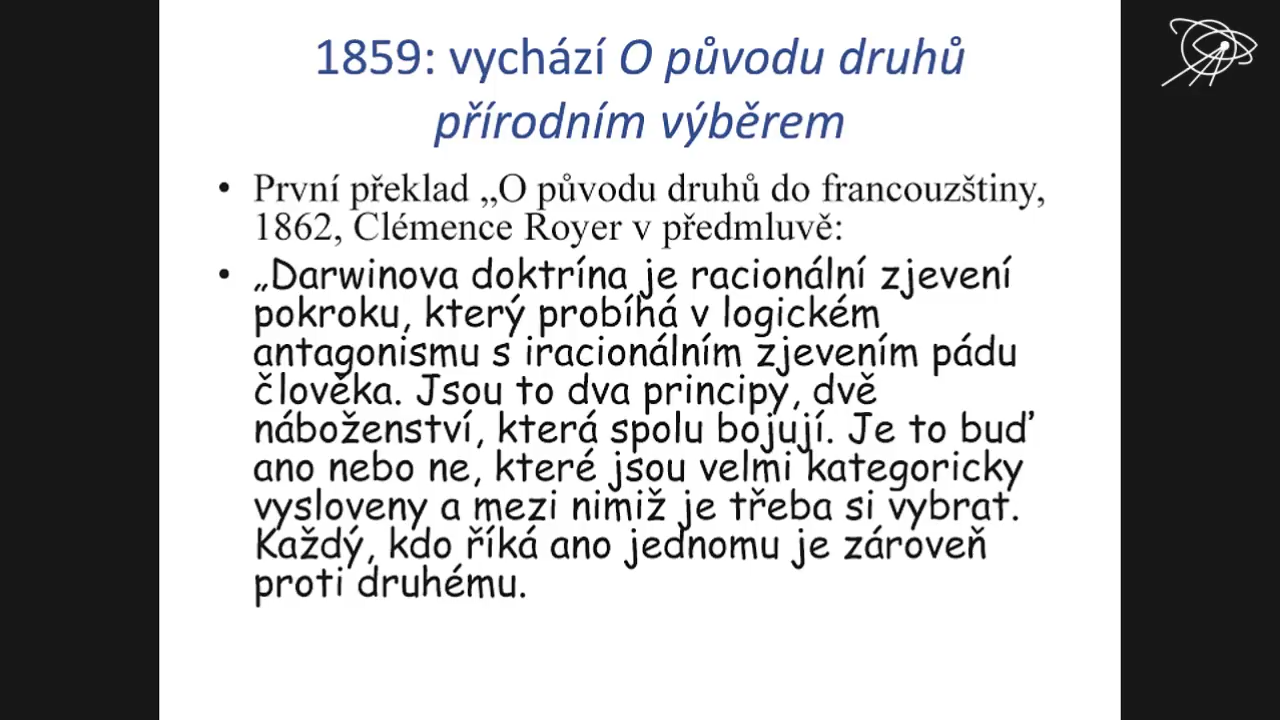 1859: vychází O původu druhů
přírodním výběrem
• První překlad „O původu druhů do francouzštiny,
1862, Clémence Royer v předmluvě:
• „Darwinova doktrína je racionální zjevení
pokroku, který probíhá v logickém
antagonismu s iracionálním zjevením pádu
člověka. Jsou to dva principy, dvě
náboženství, která spolu bojují. Je to buď
ano nebo ne, které jsou velmi kategoricky
vysloveny a mezi nimiž je třeba si vybrat.
Každý, kdo říká ano jednomu je zároveň
proti druhému.